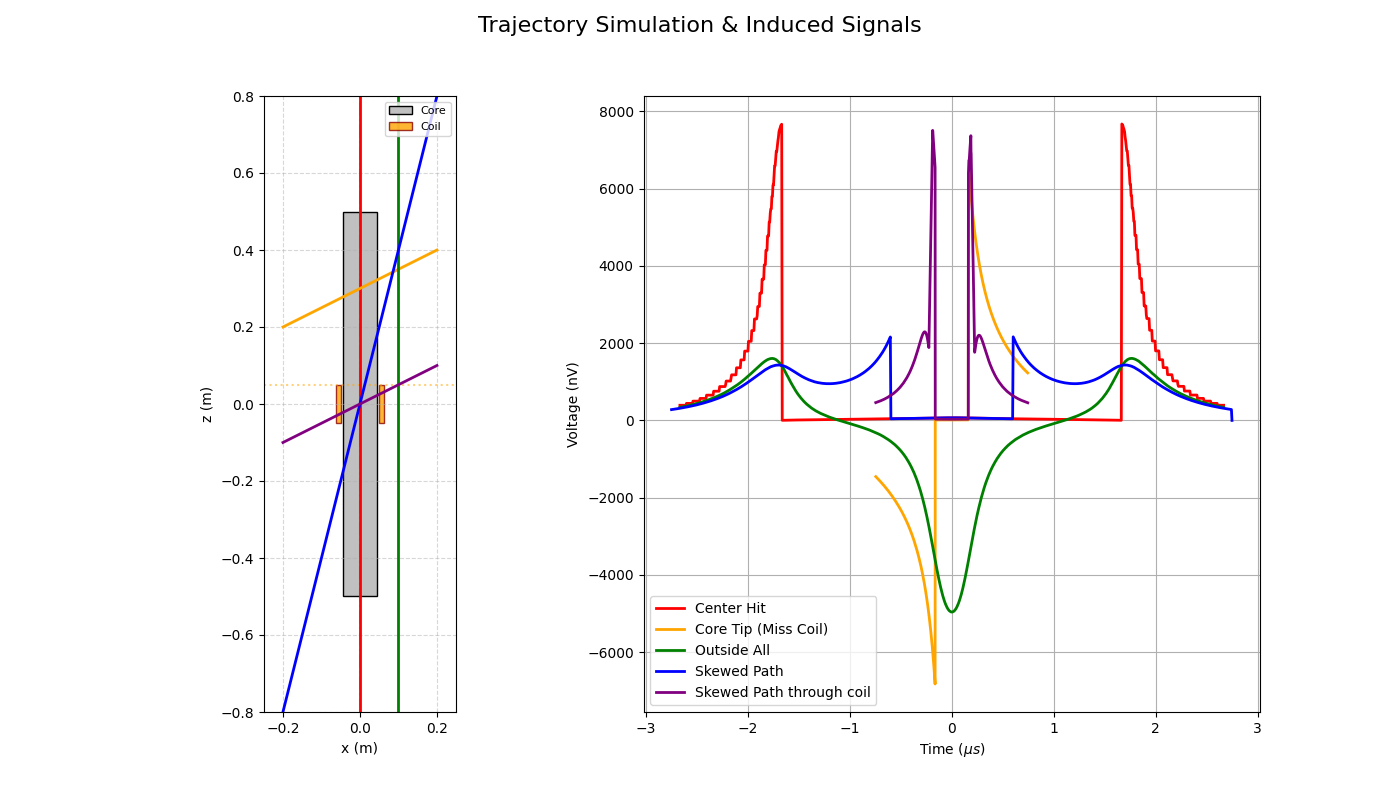 Trajectory Simulation & Induced Signals
Core
Coil
0.8
0.6
0.4
0.2
0.0
−0.2
−0.4
−0.6
−0.8
z (m)
−0.2
0.0
0.2
x (m)
8000
6000
4000
2000
0
−2000
−4000
−6000
Voltage (nV)
Center Hit
Core Tip (Miss Coil)
Outside All
Skewed Path
Skewed Path through coil
−3
−2
−1
0
1
2
3
Time (μs)